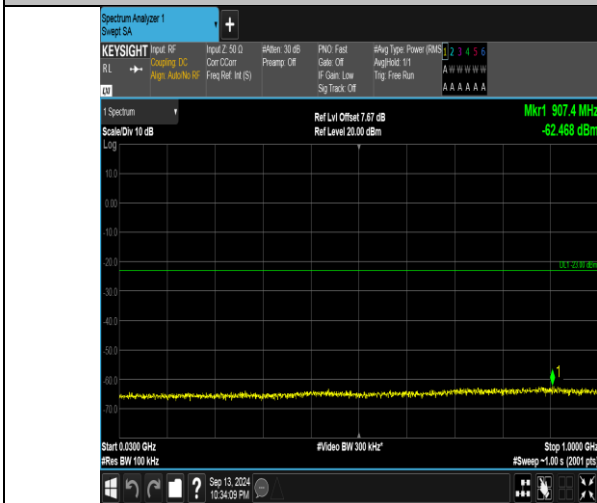 Spectrum Analyzer 1
Swept SA
+
KEYSIGHT
RL
Input: RF
Coupling: DC
Align: Auto/No RF
Input Z: 50 Ω
Corr CCorr
Freq Ref: Int (S)
#Atten: 30 dB
Preamp: Off
PNO: Fast
Gate: Off
IF Gain: Low
Sig Track: Off
#Avg Type: Power (RMS
Avg|Hold: 1/1
Trig: Free Run
1 2 3 4 5 6
A W W W W W
A A A A A A
1 Spectrum
Scale/Div 10 dB
Log
Ref Lvl Offset 7.67 dB
Ref Level 20.00 dBm
Mkr1 907.4 MHz
-62.468 dBm
10.0
0.00
-10.0
-20.0
DL1 -23.00 dBm
-30.0
-40.0
-50.0
-60.0
1
-70.0
Start 0.0300 GHz
#Video BW 300 kHz*
Stop 1.0000 GHz
#Res BW 100 kHz
#Sweep ~1.00 s (2001 pts)
?
Sep 13, 2024
10:34:09 PM